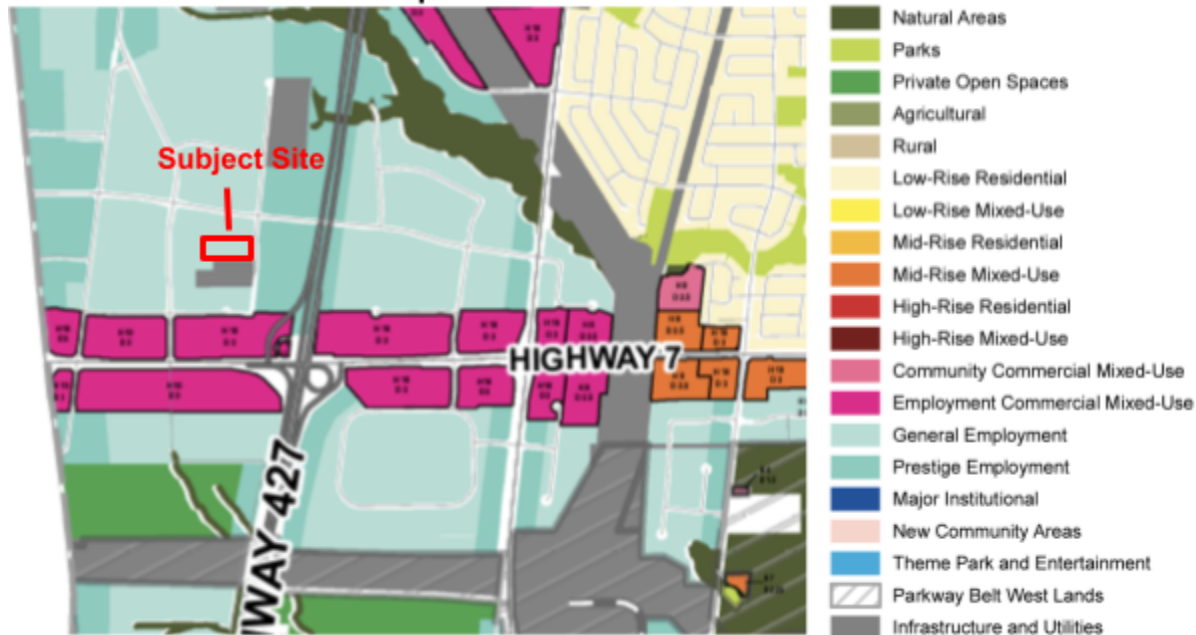 Subject Site
HIGHWAY 7
HWAY 427
Natural Areas
Parks
Private Open Spaces
Agricultural
Rural
Low-Rise Residential
Low-Rise Mixed-Use
Mid-Rise Residential
Mid-Rise Mixed-Use
High-Rise Residential
High-Rise Mixed-Use
Community Commercial Mixed-Use
Employment Commercial Mixed-Use
General Employment
Prestige Employment
Major Institutional
New Community Areas
Theme Park and Entertainment
Parkway Belt West Lands
Infrastructure and Utilities